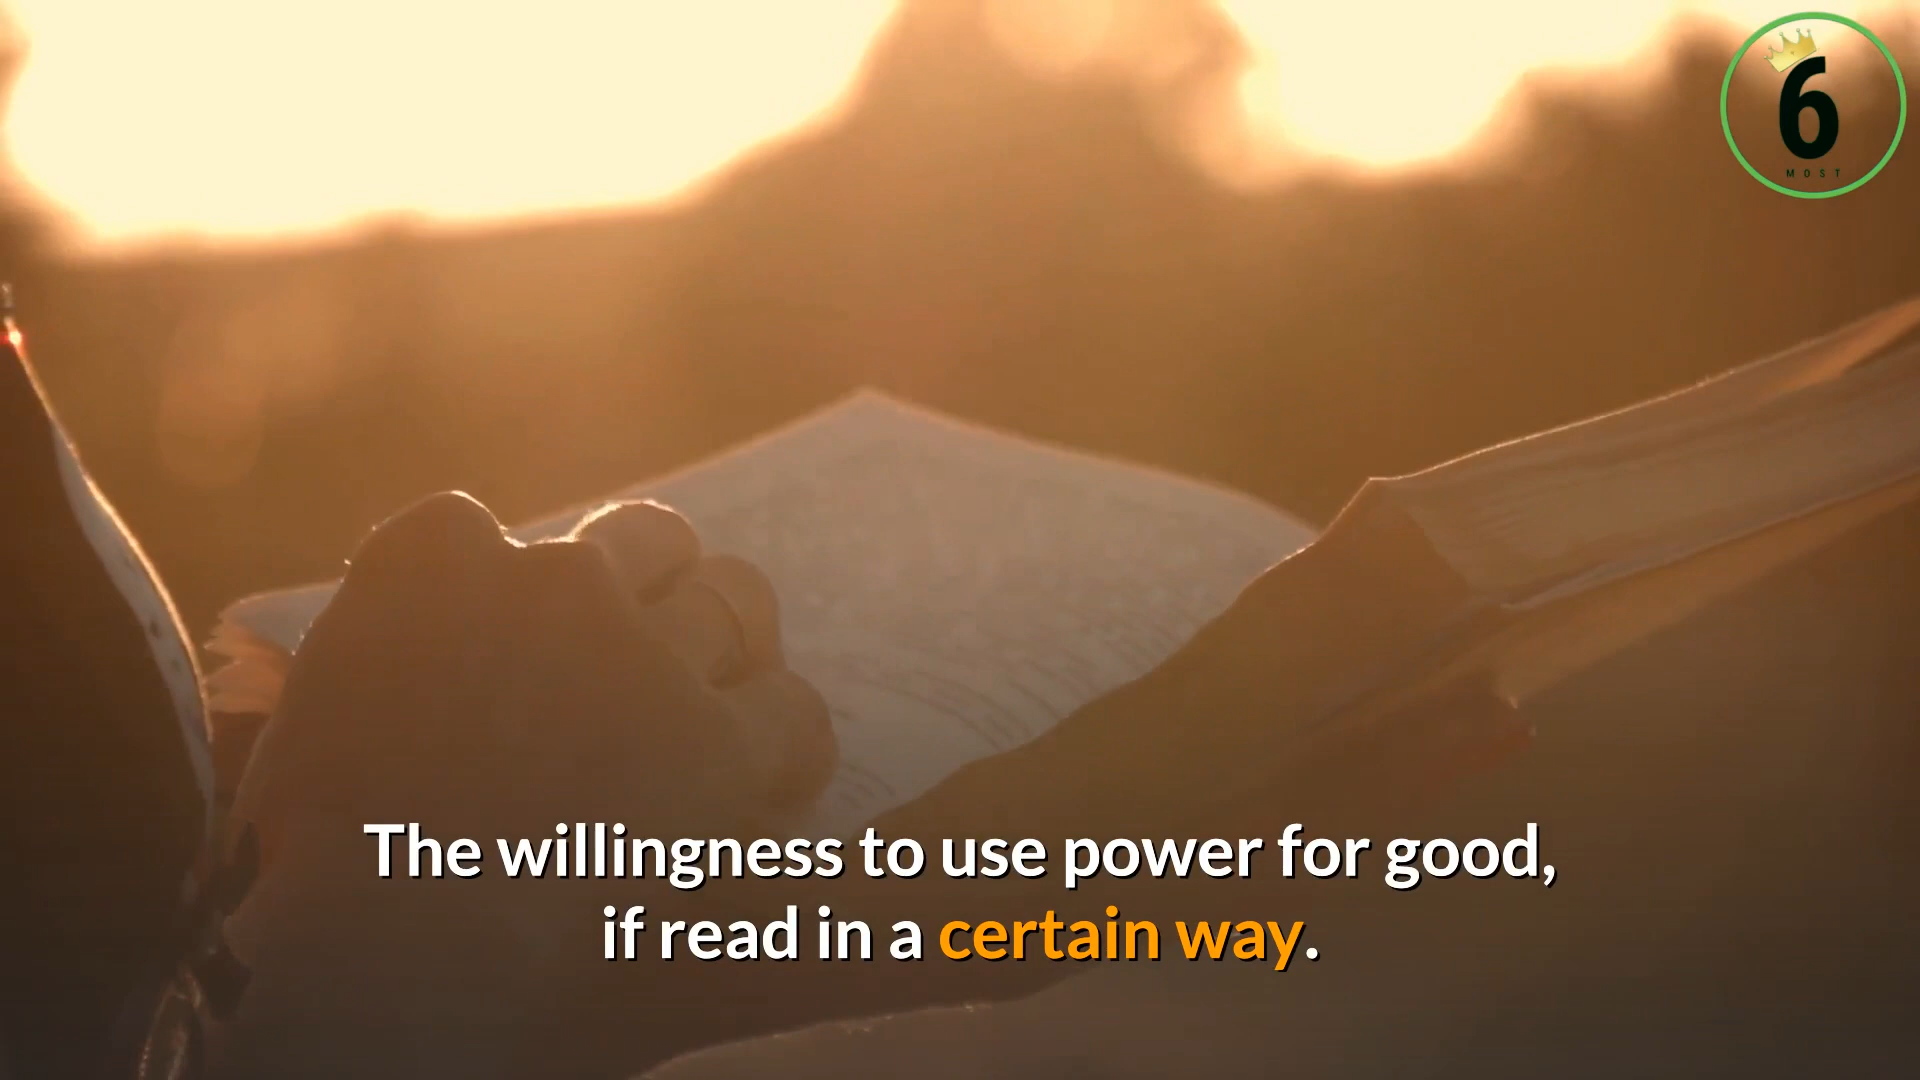 6
MOST
The willingness to use power for good,
if read in a certain way.